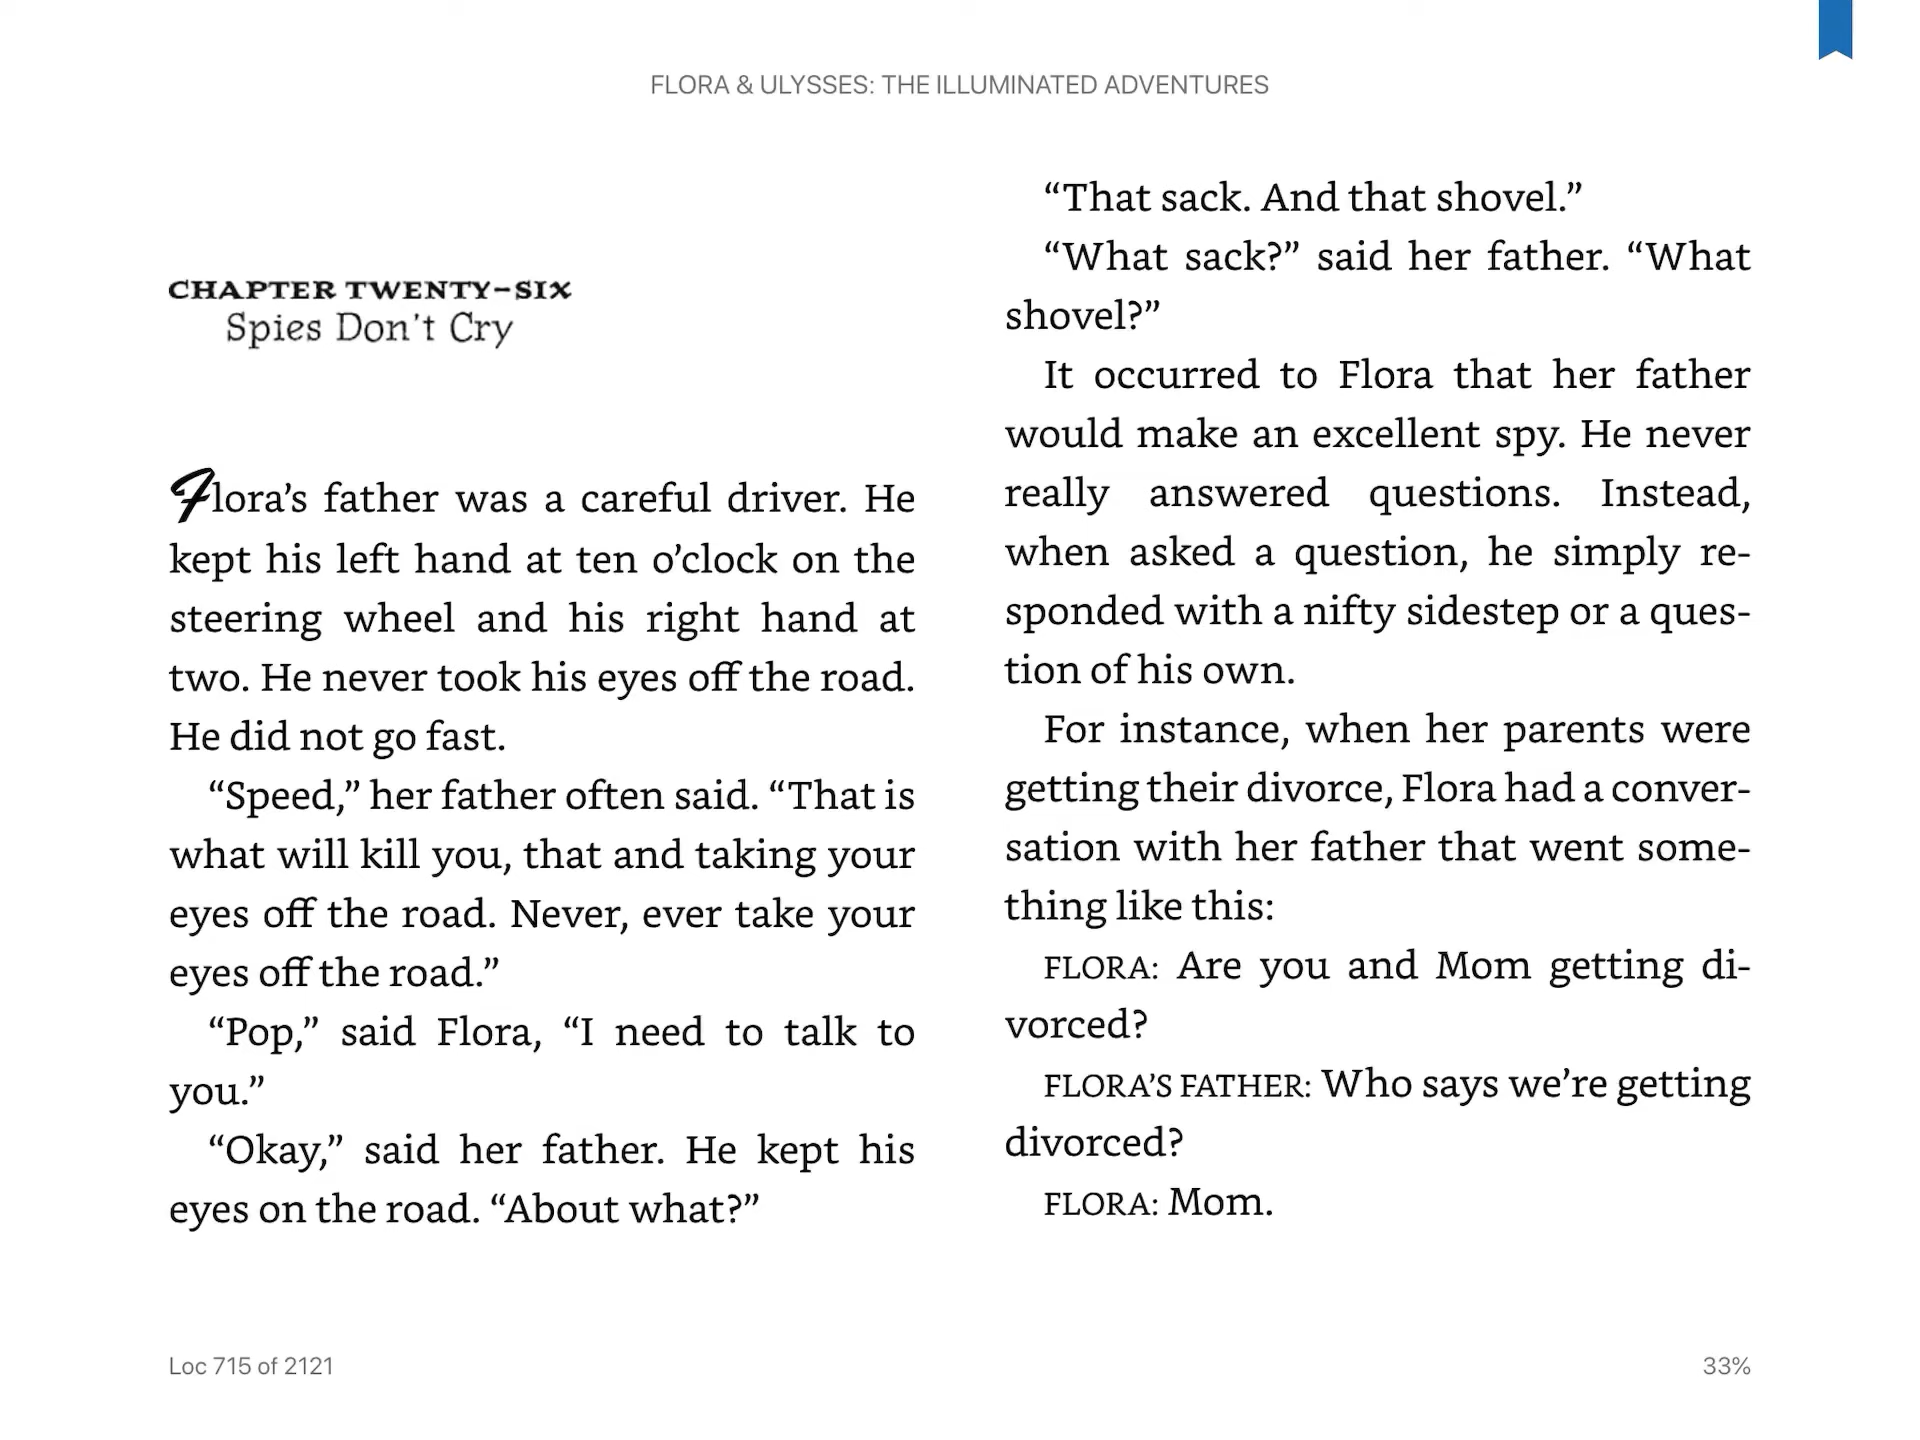 FLORA & ULYSSES: THE ILLUMINATED ADVENTURES
CHAPTER TWENTY-SIX
Spies Don't Cry
Flora’s father was a careful driver. He
kept his left hand at ten o’clock on the
steering wheel and his right hand at
two. He never took his eyes off the road.
He did not go fast.
“Speed,” her father often said. “That is
what will kill you, that and taking your
eyes off the road. Never, ever take your
eyes off the road.”
“Pop,” said Flora, “I need to talk to
you.”
“Okay,” said her father. He kept his
eyes on the road. “About what?”
“That sack. And that shovel.”
“What sack?” said her father. “What
shovel?”
It occurred to Flora that her father
would make an excellent spy. He never
really answered questions. Instead,
when asked a question, he simply re-
sponded with a nifty sidestep or a ques-
tion of his own.
For instance, when her parents were
getting their divorce, Flora had a conver-
sation with her father that went some-
thing like this:
FLORA: Are you and Mom getting di-
vorced?
FLORA’S FATHER: Who says we’re getting
divorced?
FLORA: Mom.
Loc 715 of 2121
33%